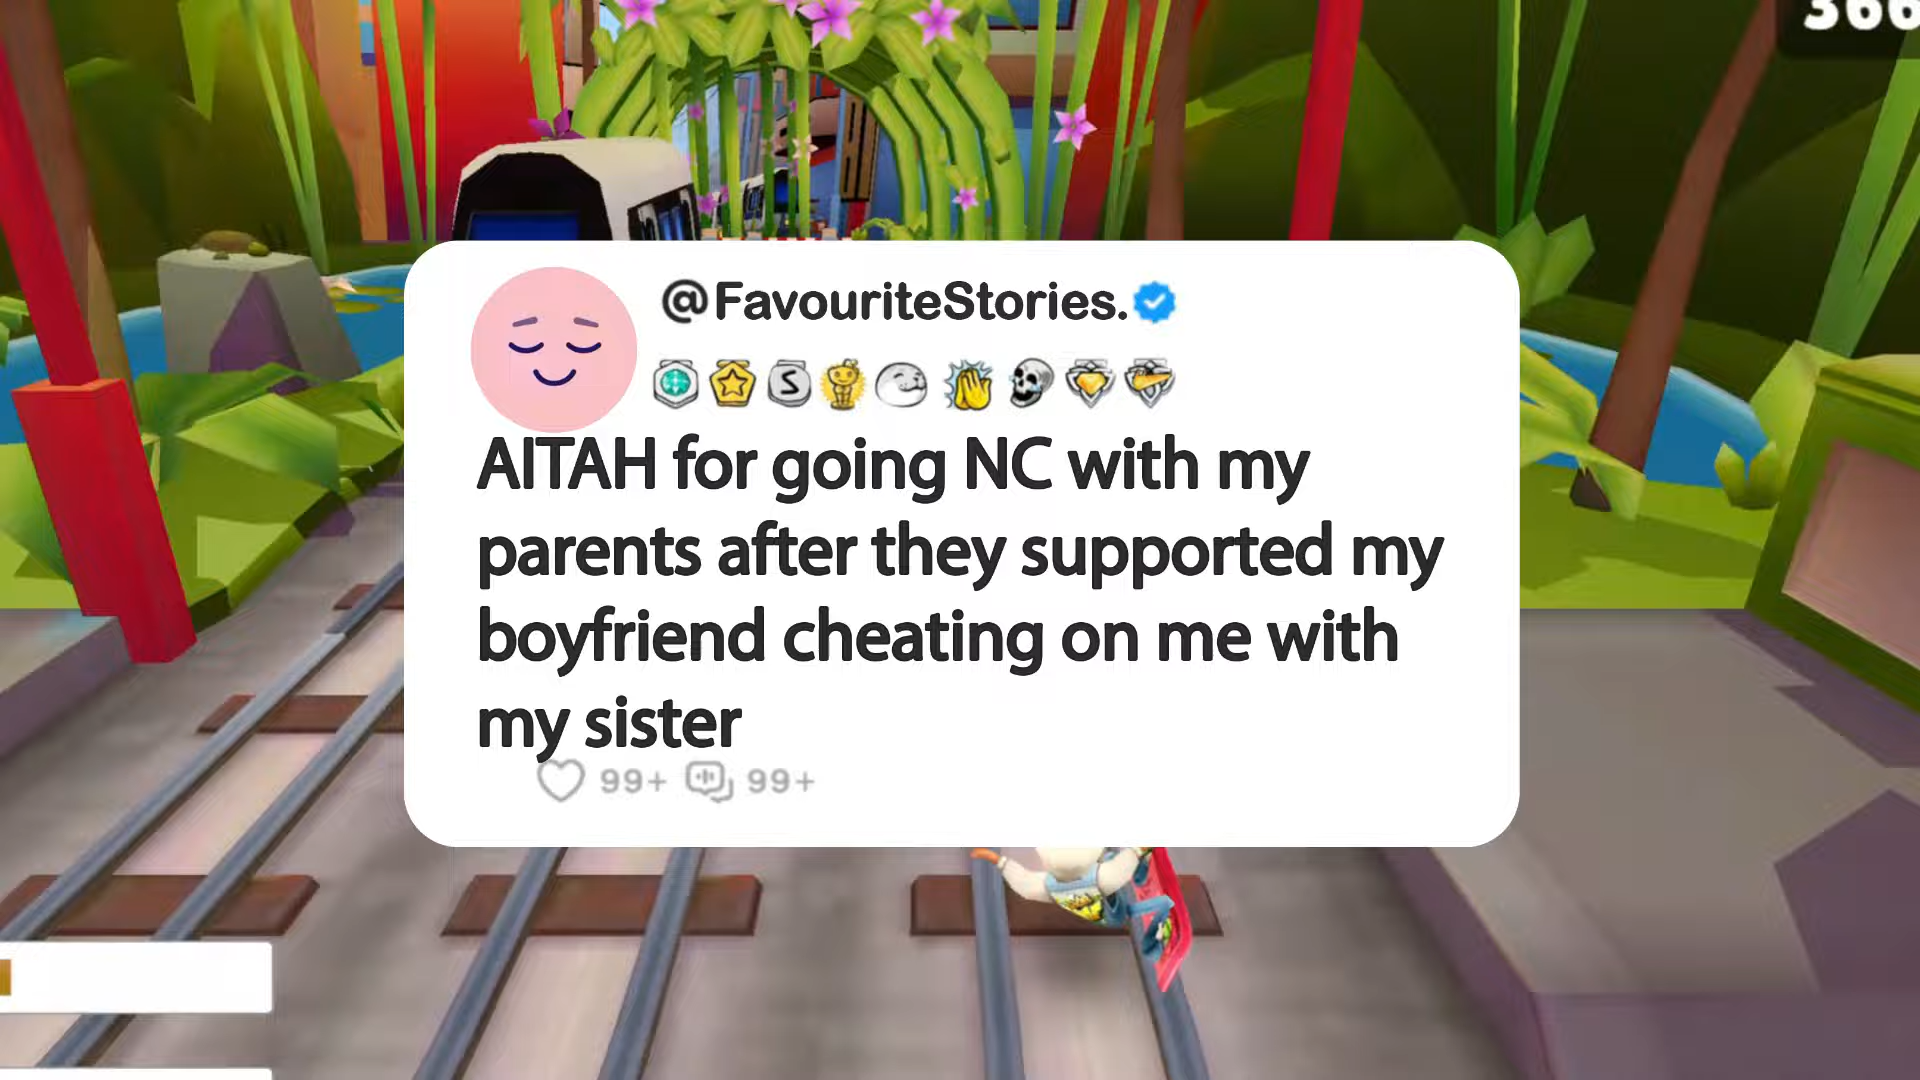 366
@FavouriteStories.
S
AITAH for going NC with my
parents after they supported my
boyfriend cheating on me with
my sister
99+ 99+